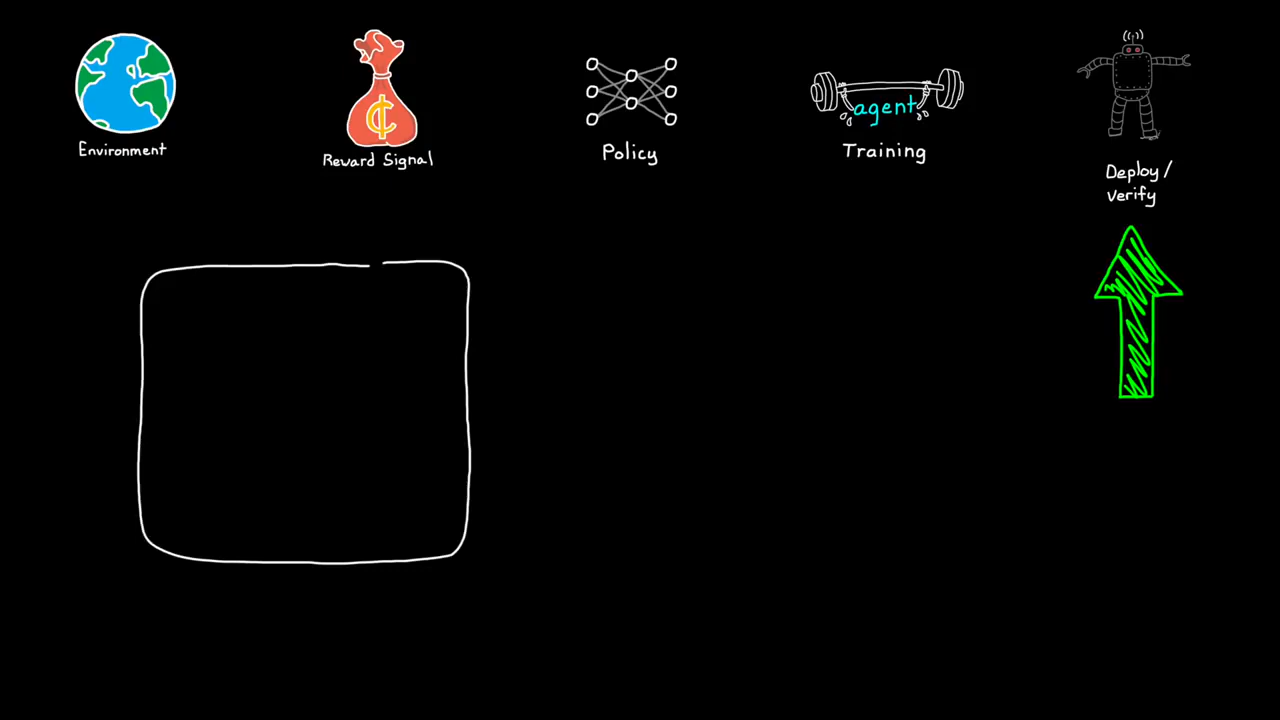 Environment
¢
Reward Signal
Policy
agent
Training
Deploy/
Verify